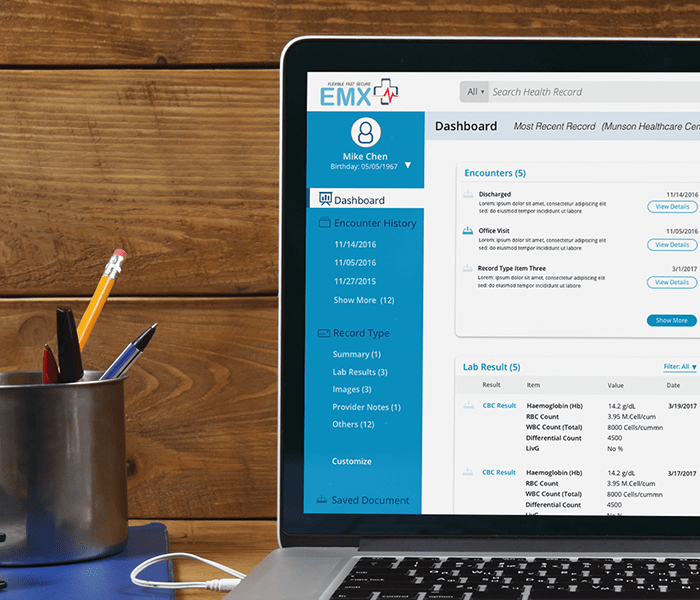 FLEXIBLE FAST SECURE
EMX
All ▾ Search Health Record
Mike Chen
Birthday: 05/05/1967 ▼
Dashboard
Encounter History
11/14/2016
11/05/2016
11/27/2015
Show More (12)
Record Type
Summary (1)
Lab Results (3)
Images (3)
Provider Notes (1)
Others (12)
Customize
Saved Document
Dashboard Most Recent Record (Munson Healthcare Cen
Encounters (5)
Discharged 11/14/2016
Lorem: ipsum dolor sit amet, consectetur adipiscing elit
sed: do eiusmod tempor incididunt ut labore
View Details
Office Visit 11/05/2016
Lorem: ipsum dolor sit amet, consectetur adipiscing elit
sed: do eiusmod tempor incididunt ut labore
View Details
Record Type Item Three 3/1/2017
Lorem: ipsum dolor sit amet, consectetur adipiscing elit
sed: do eiusmod tempor incididunt ut labore
View Details
Show More
Lab Result (5) Filter: All ▼
Result Item Value Date
CBC Result Haemoglobin (Hb) 14.2 g/dL 3/19/2017
RBC Count 3.95 M.Cell/cum
WBC Count (Total) 8000 Cells/cummn
Differential Count 4500
LivG No %
CBC Result Haemoglobin (Hb) 14.2 g/dL 3/17/2017
RBC Count 3.95 M.Cell/cum
WBC Count (Total) 8000 Cells/cummn
Differential Count 4500
LivG No %